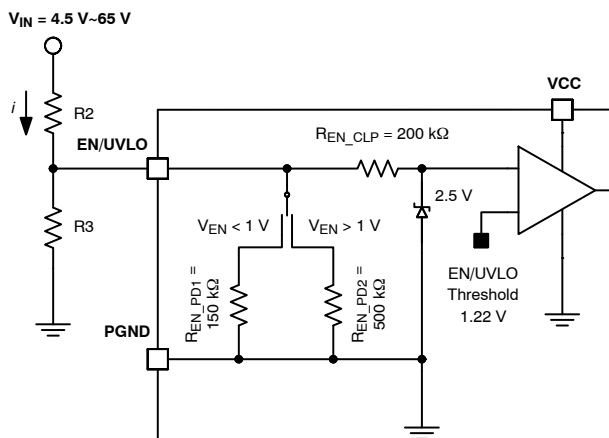 V_IN = 4.5 V~65 V
VCC
i
R2
EN/UVLO
R_EN_CLP = 200 kΩ
2.5 V
R3
V_EN < 1 V
V_EN > 1 V
R_EN_PD1 =
150 kΩ
R_EN_PD2 =
500 kΩ
EN/UVLO
Threshold
1.22 V
PGND